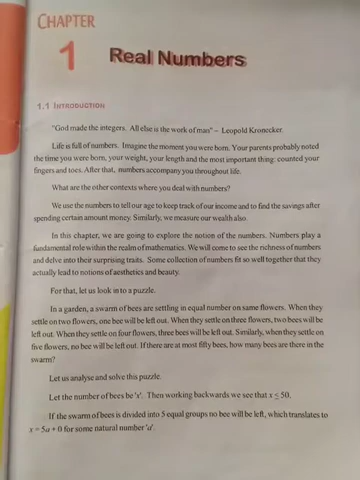 CHAPTER
1
Real Numbers
1.1 INTRODUCTION
"God made the integers. All else is the work of man" – Leopold Kronecker.
Life is full of numbers. Imagine the moment you were born. Your parents probably noted
the time you were born, your weight, your length and the most important thing: counted your
fingers and toes. After that, numbers accompany you throughout life.
What are the other contexts where you deal with numbers?
We use the numbers to tell our age to keep track of our income and to find the savings after
spending certain amount money. Similarly, we measure our wealth also.
In this chapter, we are going to explore the notion of the numbers. Numbers play a
fundamental role within the realm of mathematics. We will come to see the richness of numbers
and delve into their surprising traits. Some collection of numbers fit so well together that they
actually lead to notions of aesthetics and beauty.
For that, let us look in to a puzzle.
In a garden, a swarm of bees are settling in equal number on same flowers. When they
settle on two flowers, one bee will be left out. When they settle on three flowers, two bees will be
left out. When they settle on four flowers, three bees will be left out. Similarly, when they settle on
five flowers, no bee will be left out. If there are at most fifty bees, how many bees are there in the
swarm?
Let us analyse and solve this puzzle.
Let the number of bees be 'x'. Then working backwards we see that x ≤ 50.
If the swarm of bees is divided into 5 equal groups no bee will be left, which translates to
x = 5a + 0 for some natural number 'a'.